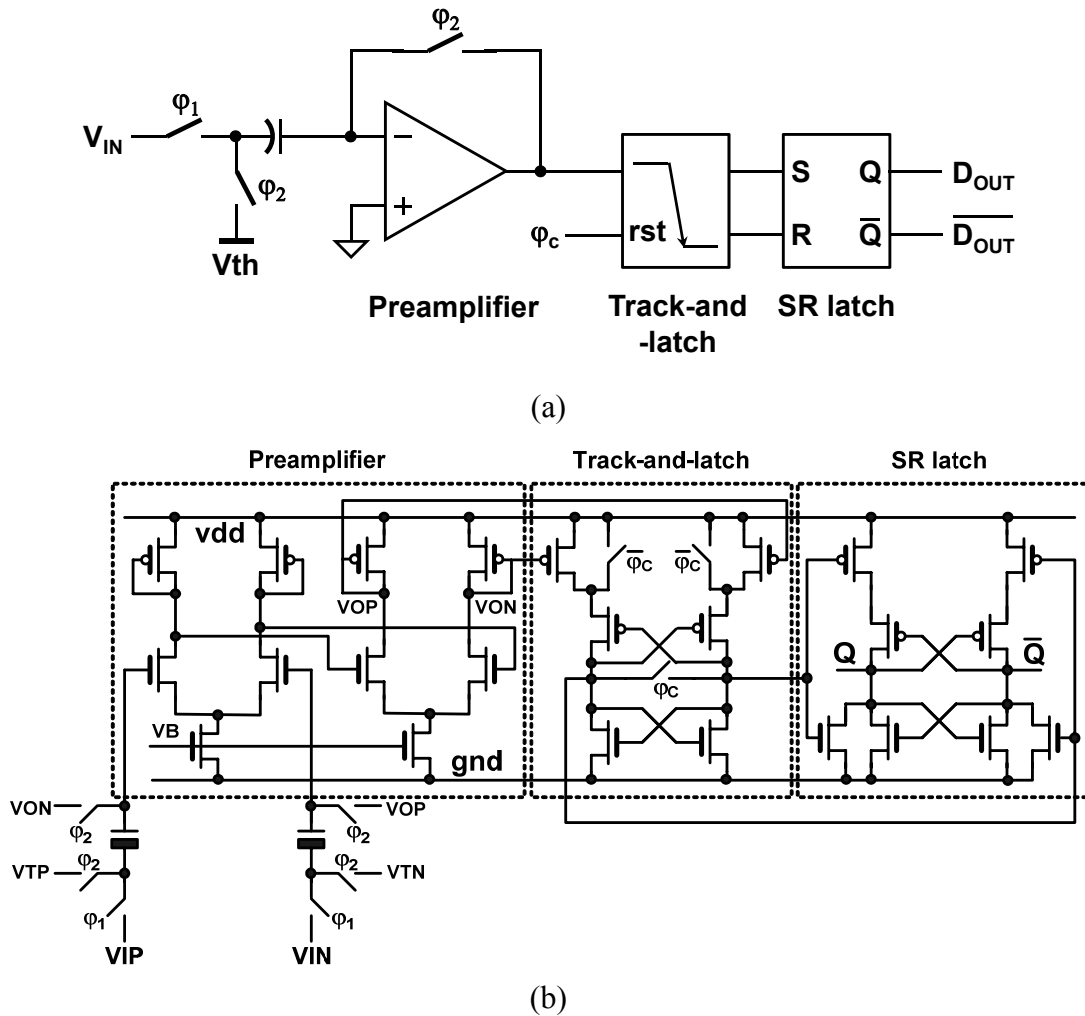 φ2
φ1
VIN
φ2
Vth
−
+
φc
rst
S Q
R Q̅
DOUT
D̅O̅U̅T̅
Preamplifier
Track-and
-latch
SR latch
(a)
Preamplifier
Track-and-latch
SR latch
vdd
φ̅C
φ̅C
VOP
VON
Q
Q̅
φC
VB
gnd
VON
φ2
VOP
φ2
VTP
φ2
φ2
VTN
φ1
φ1
VIP
VIN
(b)